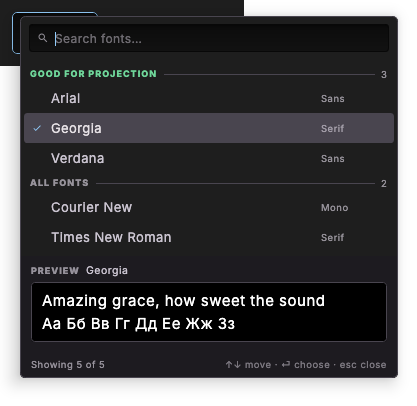 Search fonts...
GOOD FOR PROJECTION 3
Arial Sans
Georgia Serif
Verdana Sans
ALL FONTS 2
Courier New Mono
Times New Roman Serif
PREVIEW Georgia
Amazing grace, how sweet the sound
Аа Бб Вв Гг Дд Ее Жж Зз
Showing 5 of 5 ↑↓ move · ⏎ choose · esc close